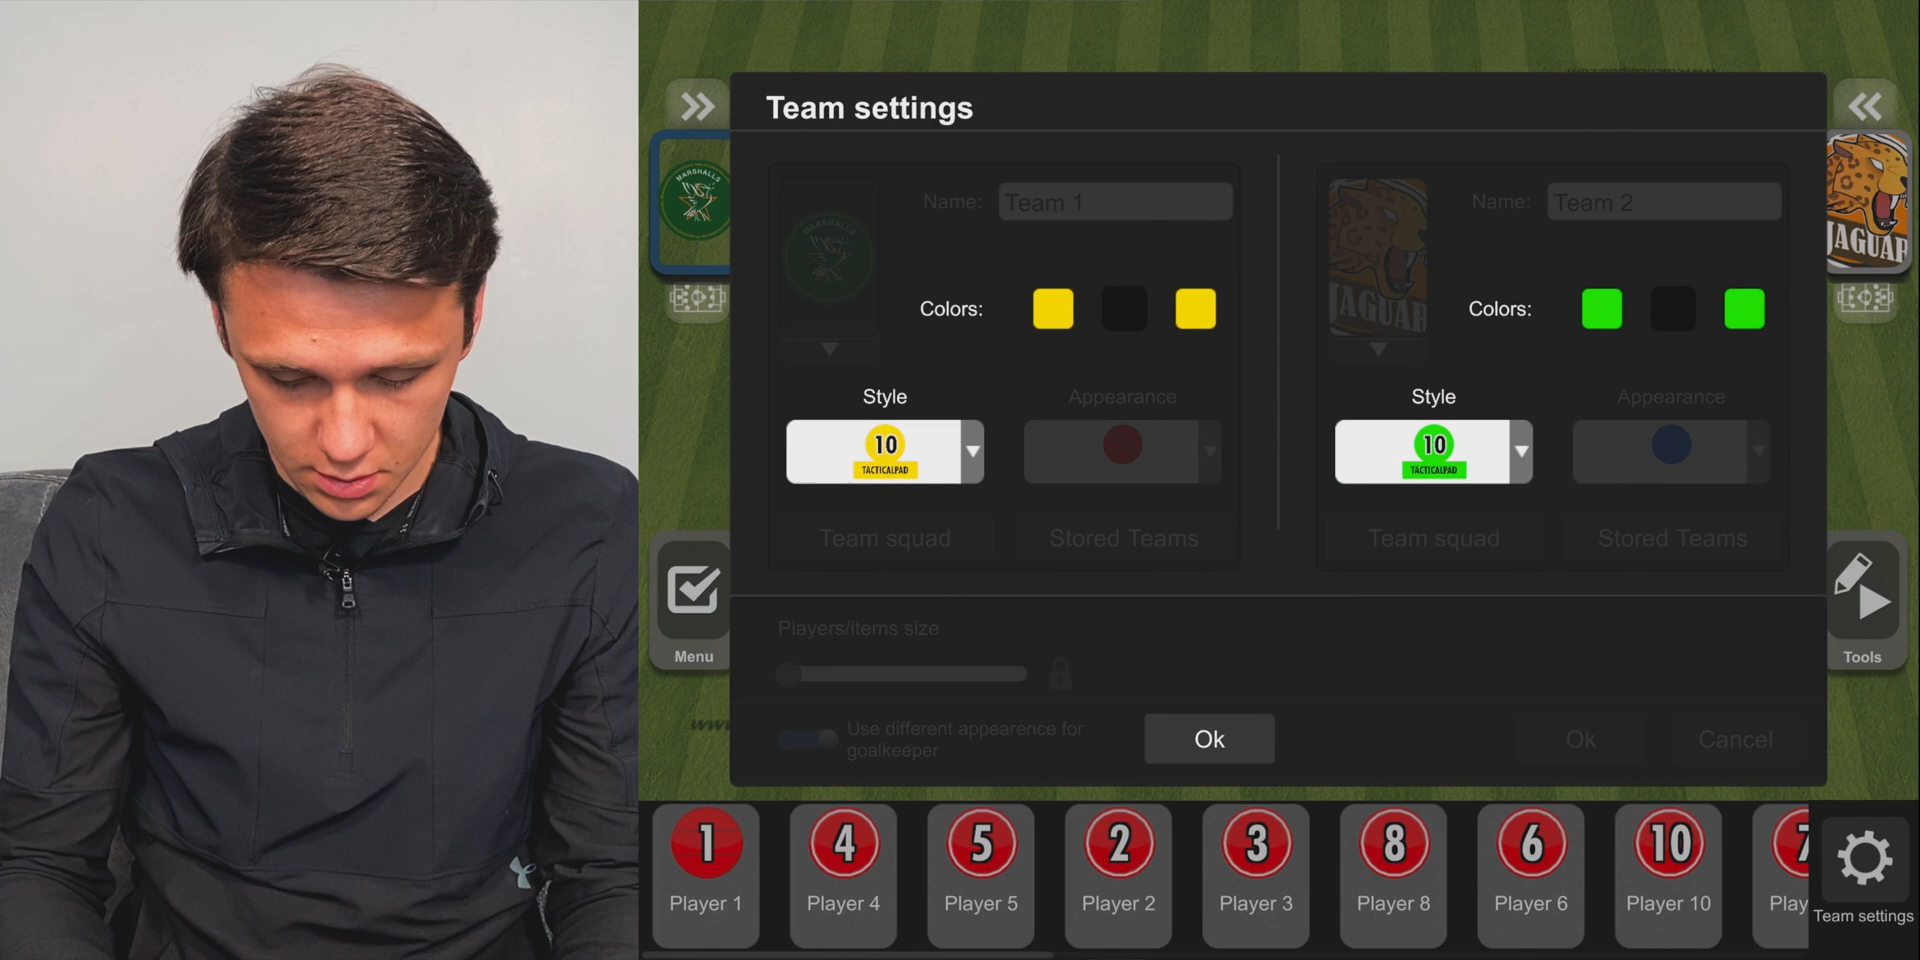 Team settings
MARSHALLS
MARSHALLS
Name: Team 1
Colors:
Style
Appearance
10
TACTICALPAD
Team squad
Stored Teams
JAGUAR
Name: Team 2
Colors:
Style
Appearance
10
TACTICALPAD
Team squad
Stored Teams
JAGUAR
Players/items size
Use different appearence for
goalkeeper
Ok
Ok
Cancel
Menu
Tools
1
4
5
2
3
8
6
10
7
Player 1
Player 4
Player 5
Player 2
Player 3
Player 8
Player 6
Player 10
Play
Team settings